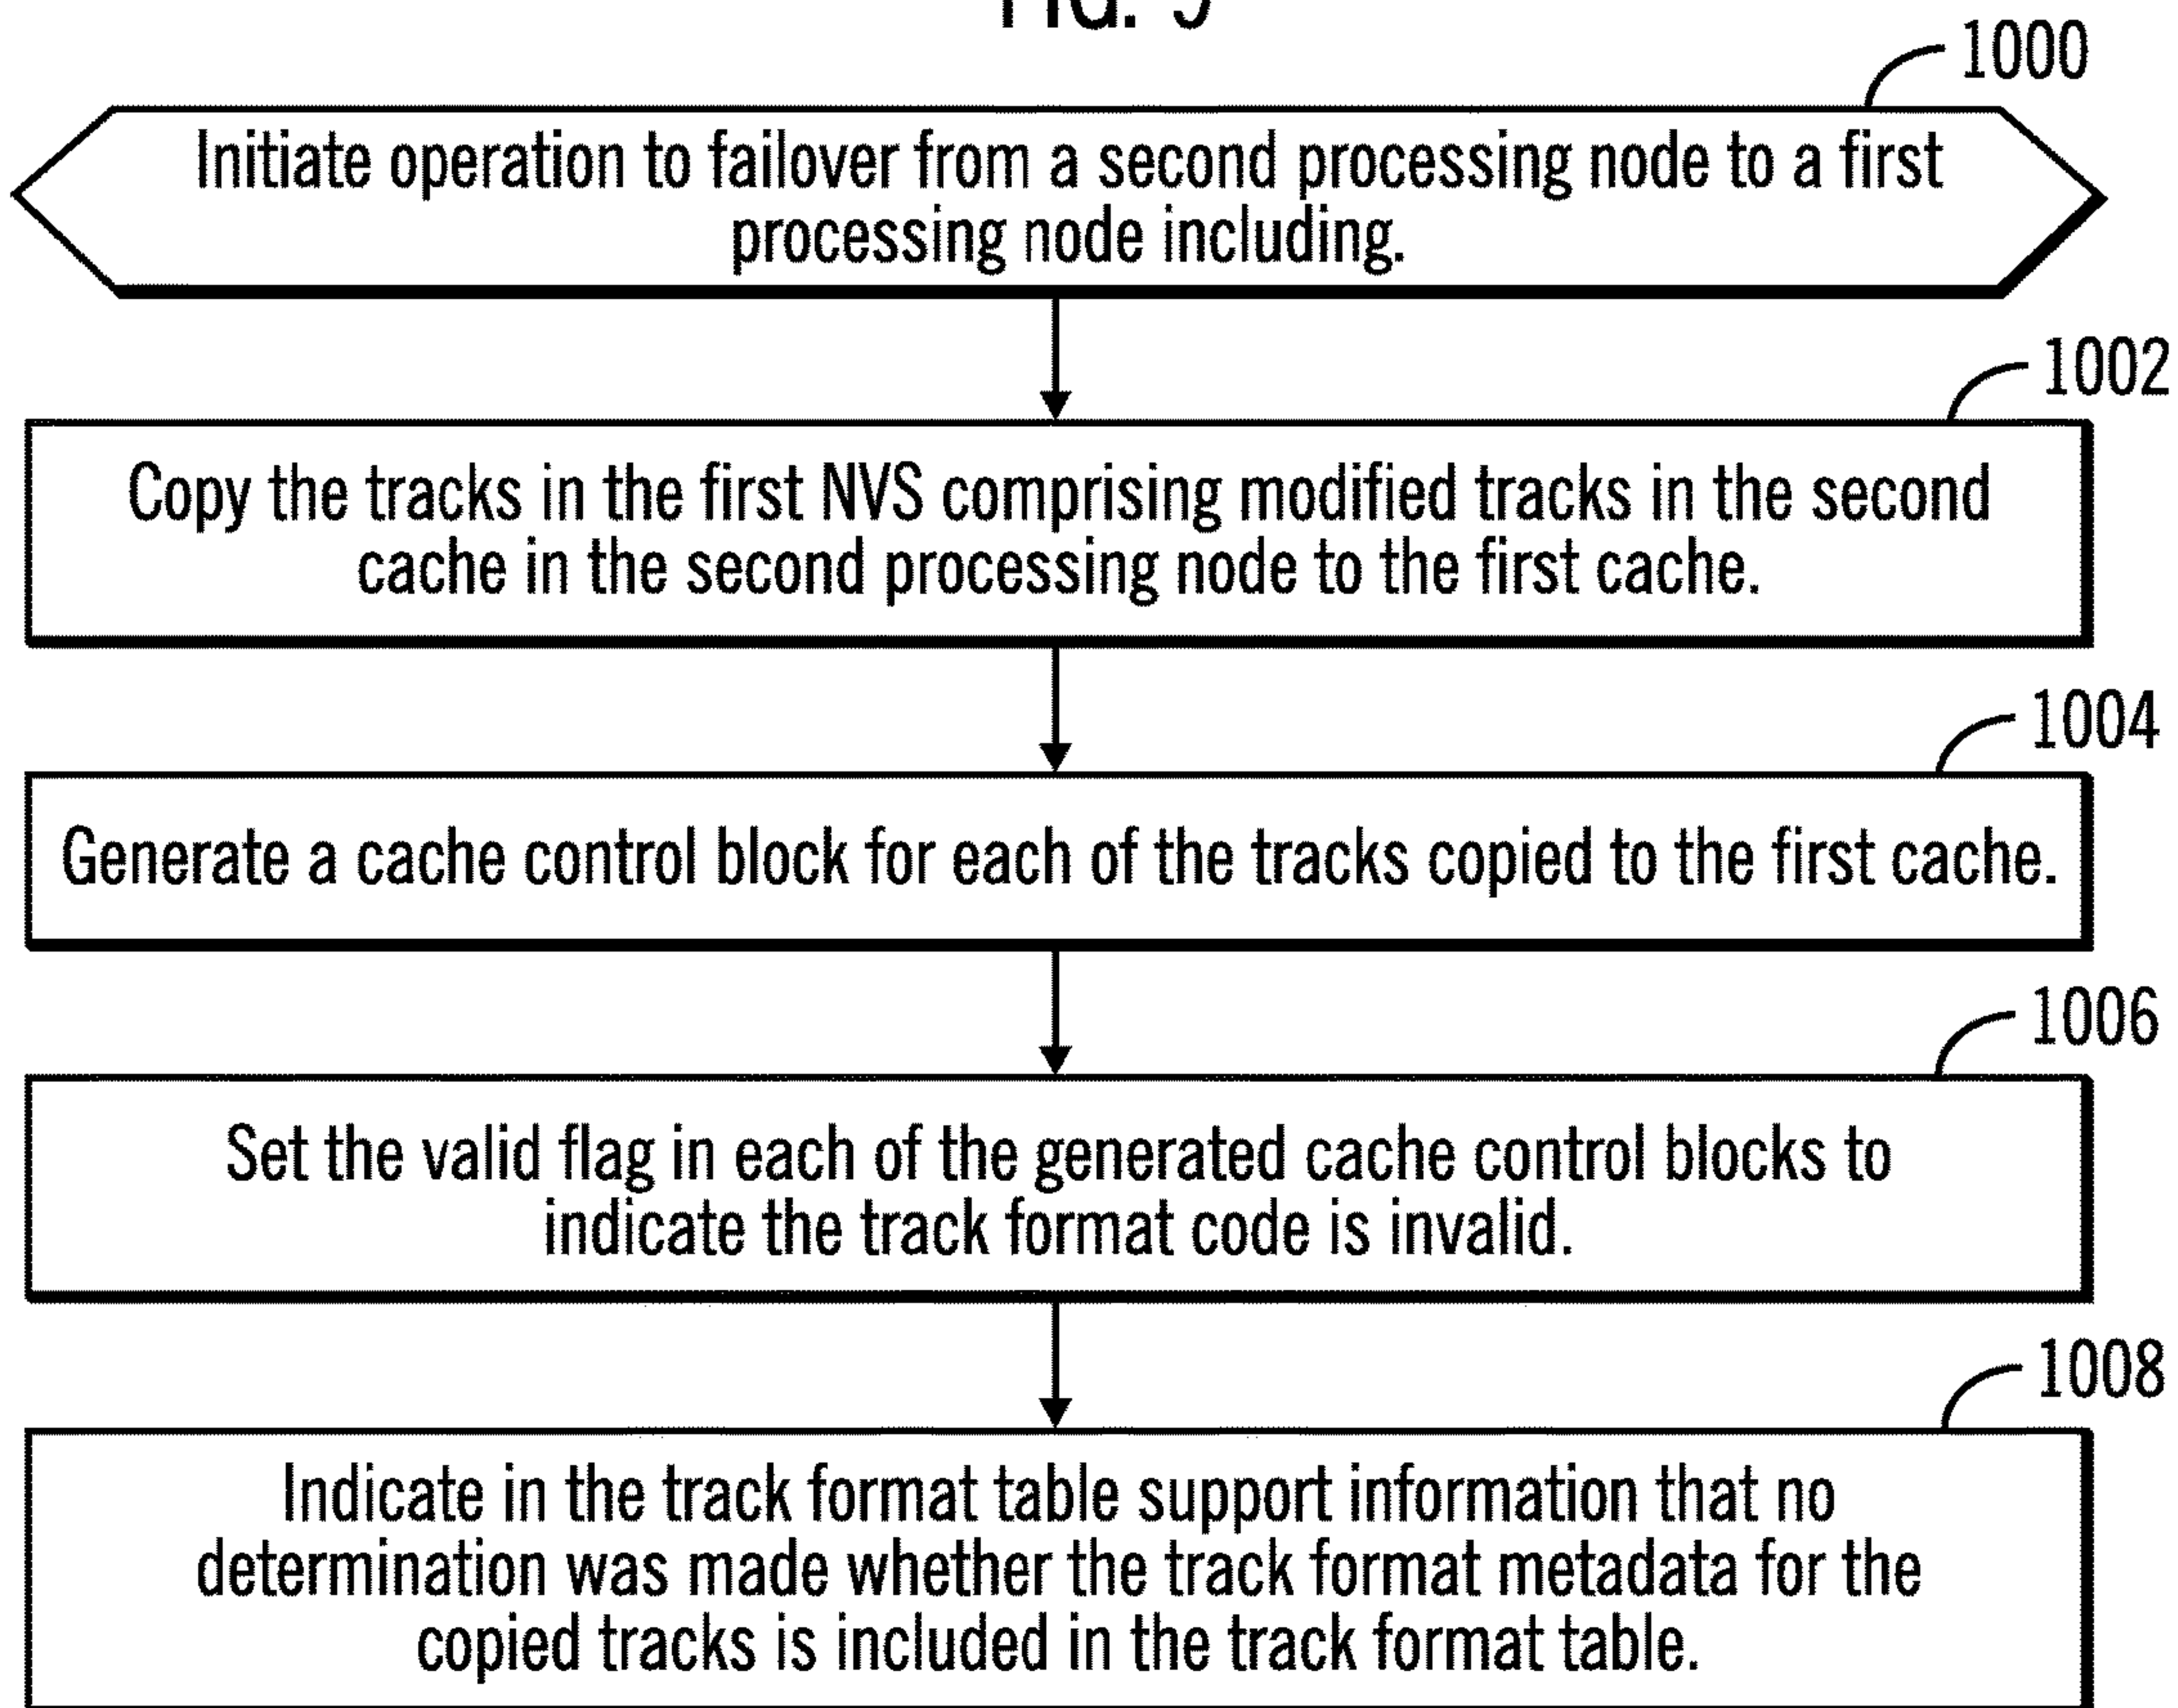 FIG. 9
1000
Initiate operation to failover from a second processing node to a first
processing node including.
1002
Copy the tracks in the first NVS comprising modified tracks in the second
cache in the second processing node to the first cache.
1004
Generate a cache control block for each of the tracks copied to the first cache.
1006
Set the valid flag in each of the generated cache control blocks to
indicate the track format code is invalid.
1008
Indicate in the track format table support information that no
determination was made whether the track format metadata for the
copied tracks is included in the track format table.